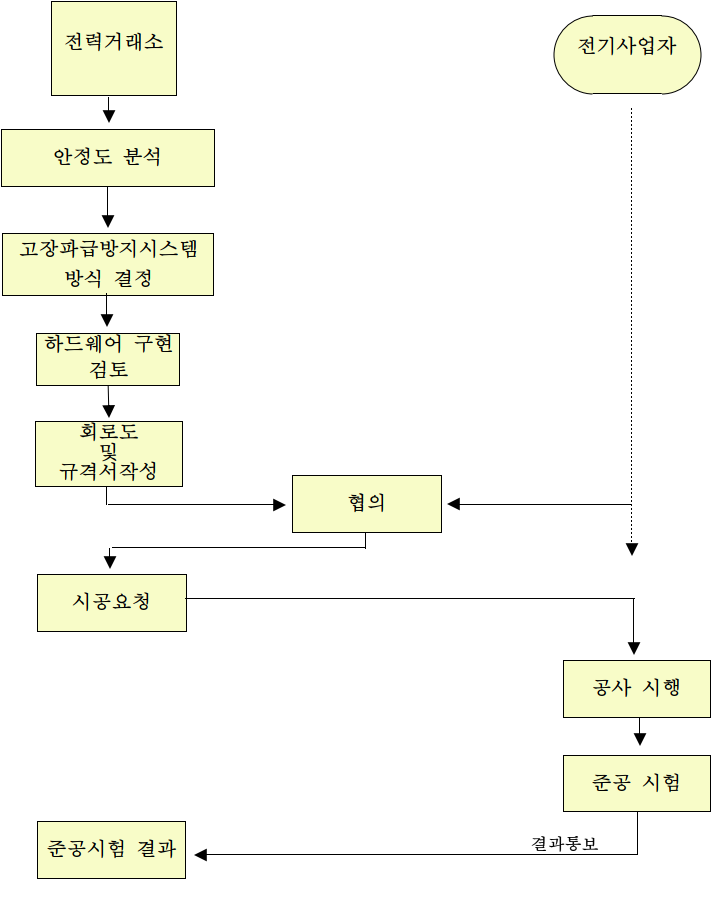 전력거래소
전기사업자
안정도 분석
고장파급방지시스템
방식 결정
하드웨어 구현
검토
회로도
및
규격서작성
협의
시공요청
공사 시행
준공 시험
결과통보
준공시험 결과